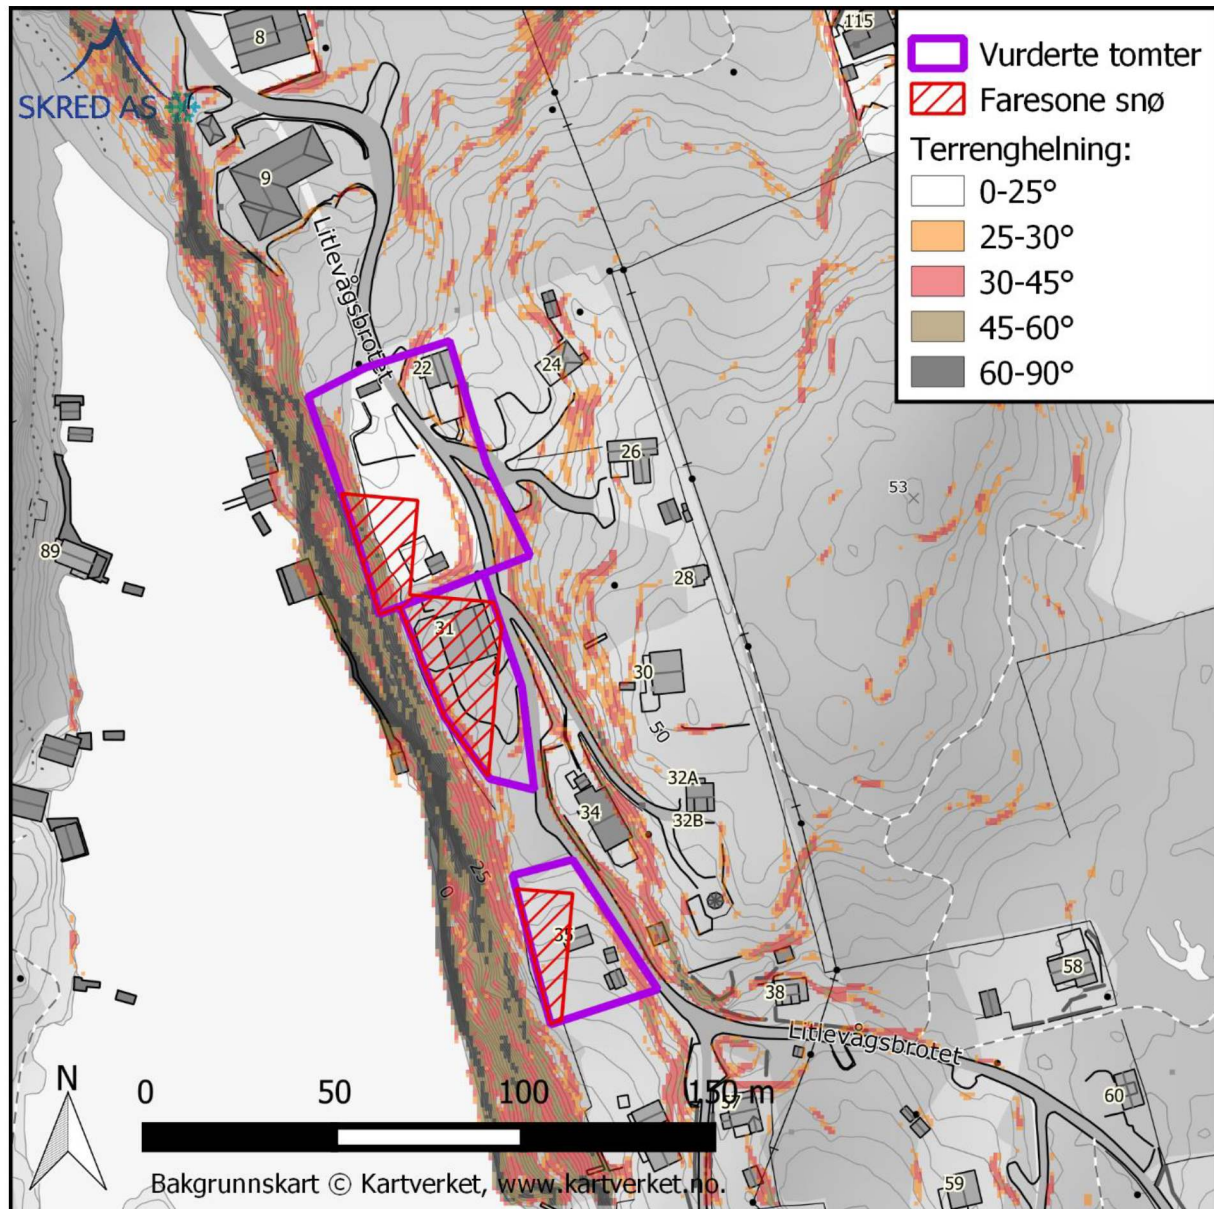 8
115
SKRED AS
9
Litlevågsbrotet
Vurderte tomter
Faresone snø
Terrenghelning:
0-25°
25-30°
30-45°
45-60°
60-90°
22
24
26
53
89
28
31
30
50
32A
32B
34
25
0
35
58
38
Litlevågsbrotet
N
0 50 100 150 m
57
60
59
Bakgrunnskart © Kartverket, www.kartverket.no.